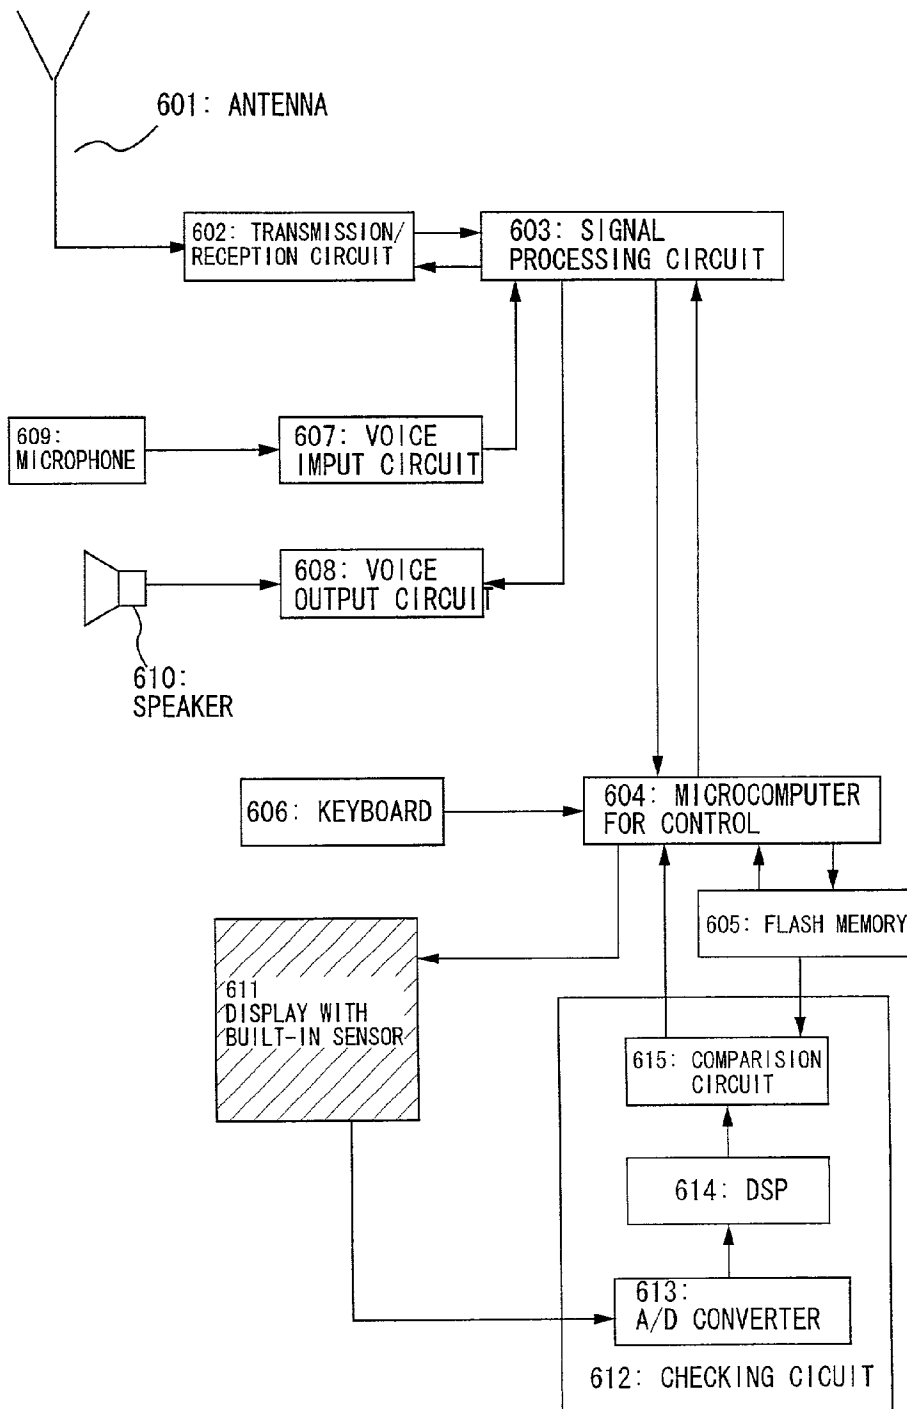 601: ANTENNA
602: TRANSMISSION/
RECEPTION CIRCUIT
603: SIGNAL
PROCESSING CIRCUIT
609:
MICROPHONE
607: VOICE
IMPUT CIRCUIT
608: VOICE
OUTPUT CIRCUIT
610:
SPEAKER
606: KEYBOARD
604: MICROCOMPUTER
FOR CONTROL
605: FLASH MEMORY
611
DISPLAY WITH
BUILT-IN SENSOR
615: COMPARISION
CIRCUIT
614: DSP
613:
A/D CONVERTER
612: CHECKING CICUIT